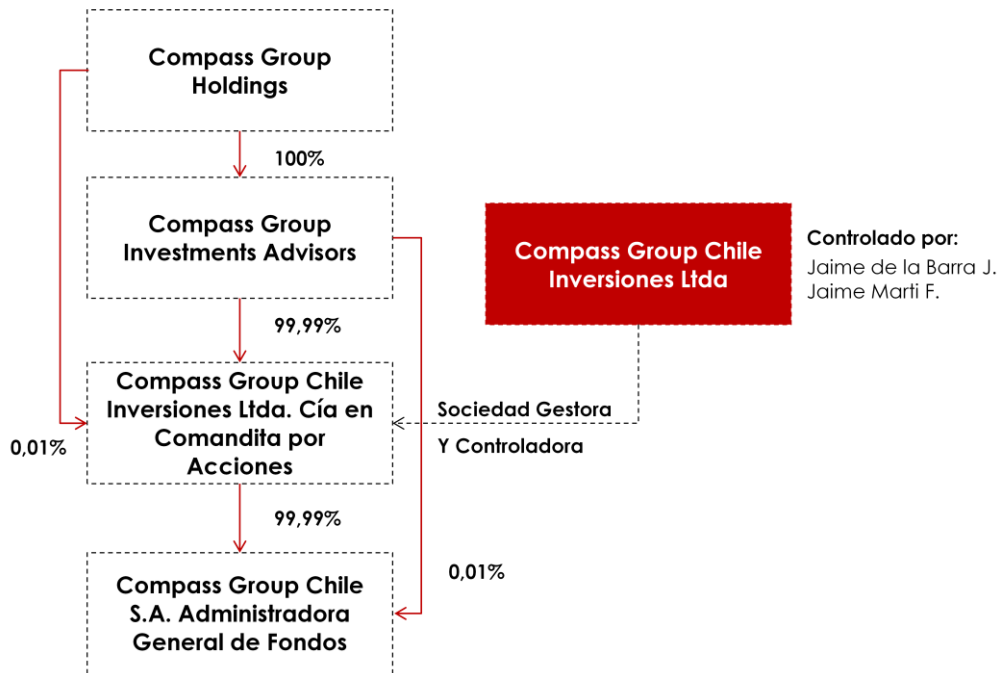 Compass Group
Holdings
100%
Compass Group
Investments Advisors
Compass Group Chile
Inversiones Ltda
Controlado por:
Jaime de la Barra J.
Jaime Marti F.
99,99%
Compass Group Chile
Inversiones Ltda. Cía en
Comandita por
Acciones
Sociedad Gestora
Y Controladora
0,01%
99,99%
Compass Group Chile
S.A. Administradora
General de Fondos
0,01%